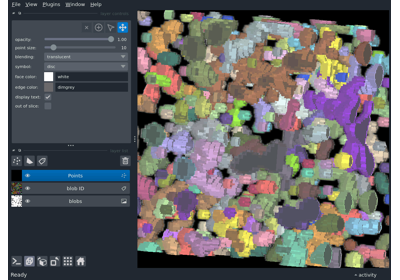 File View Plugins Window Help
opacity: 1.00
point size: 10
blending: translucent
symbol: disc
face color: white
edge color: dimgrey
display text:
out of slice:
Points
blob ID
blobs
Ready
activity